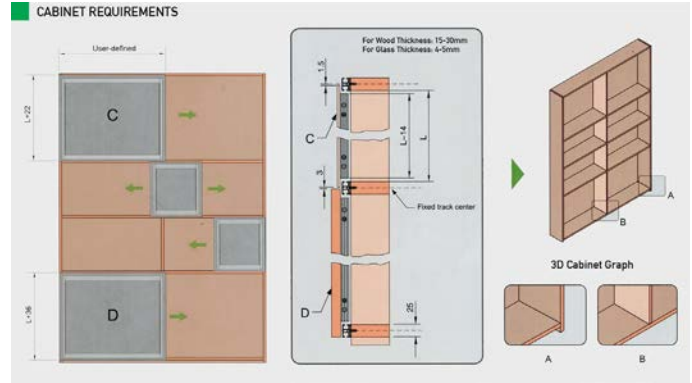 CABINET REQUIREMENTS
User-defined
L+22
C
L+36
D
For Wood Thickness: 15-30mm
For Glass Thickness: 4-5mm
1.5
C
L-14
L
3
Fixed track center
D
25
A
B
3D Cabinet Graph
A
B